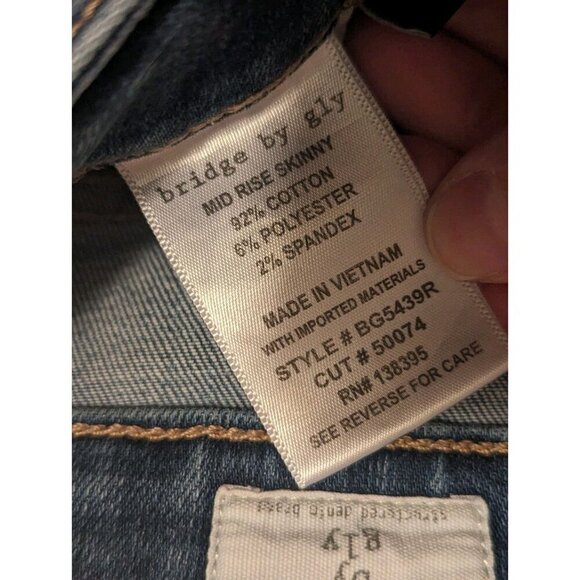 bridge by gly
MID RISE SKINNY
92% COTTON
6% POLYESTER
2% SPANDEX
MADE IN VIETNAM
WITH IMPORTED MATERIALS
STYLE # BG5439R
CUT # 50074
RN# 138395
SEE REVERSE FOR CARE
gly